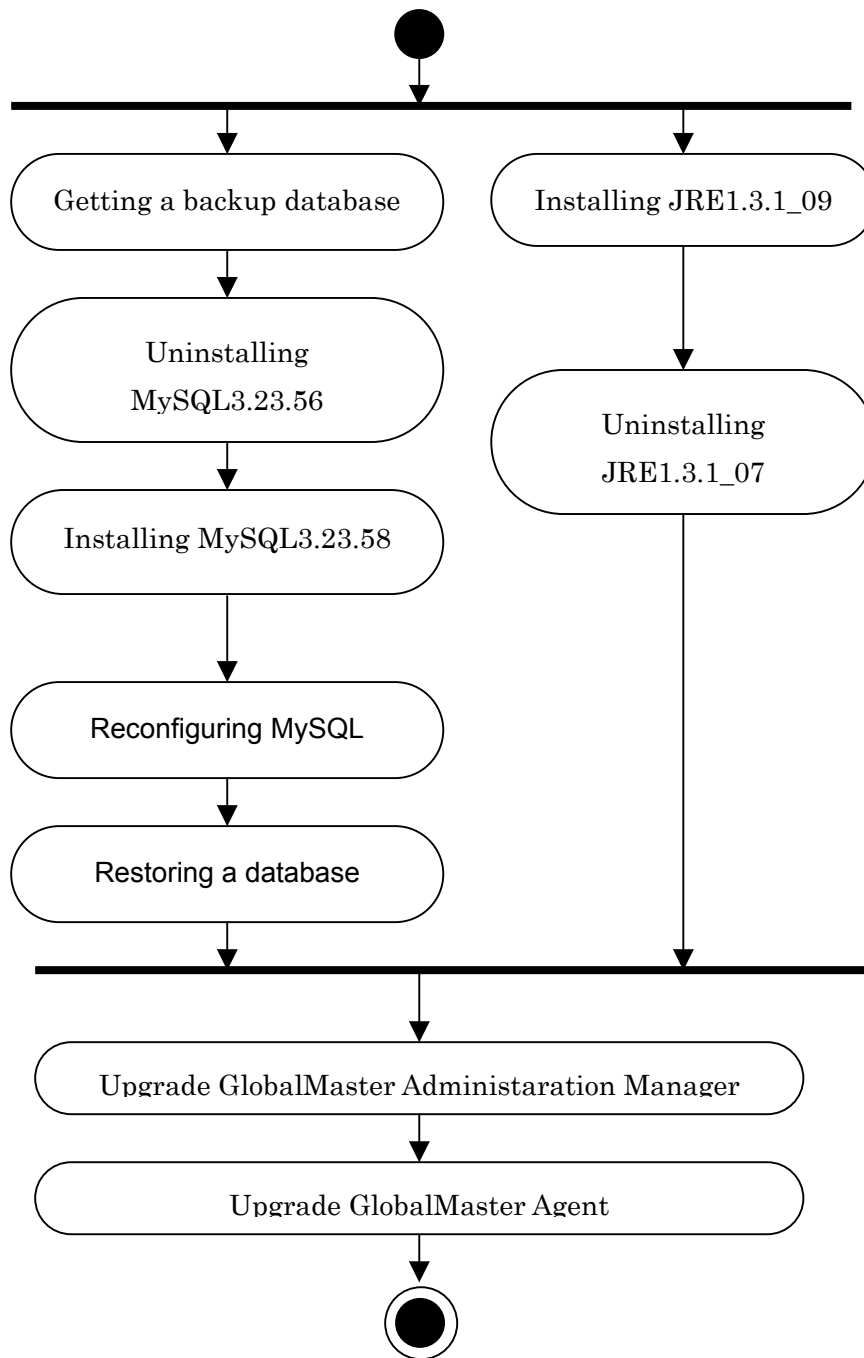 Getting a backup database
Uninstalling
MySQL3.23.56
Installing MySQL3.23.58
Reconfiguring MySQL
Restoring a database
Installing JRE1.3.1_09
Uninstalling
JRE1.3.1_07
Upgrade GlobalMaster Administaration Manager
Upgrade GlobalMaster Agent